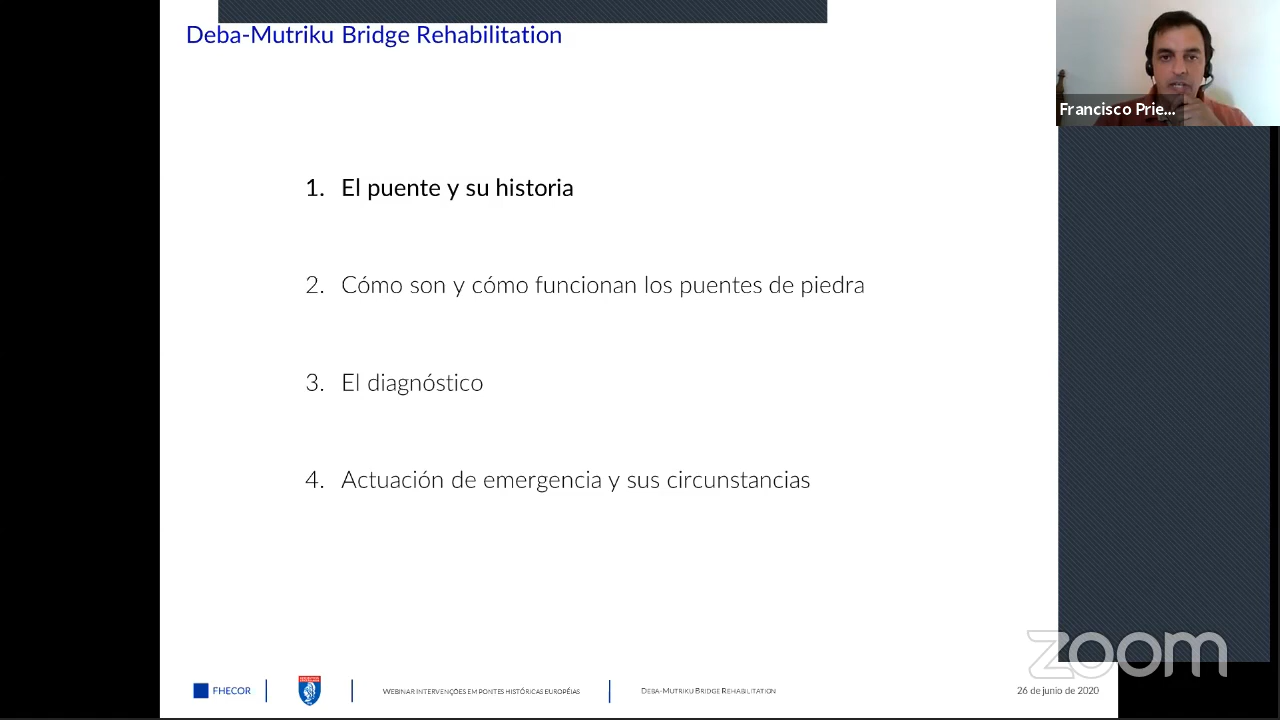 Deba-Mutriku Bridge Rehabilitation
Francisco Prie...
1. El puente y su historia
2. Cómo son y cómo funcionan los puentes de piedra
3. El diagnóstico
4. Actuación de emergencia y sus circunstancias
zoom
FHECOR
WEBINAR INTERVENÇÕES EM PONTES HISTÓRICAS EUROPÉIAS
DEBA-MUTRIKU BRIDGE REHABILITATION
26 de junio de 2020